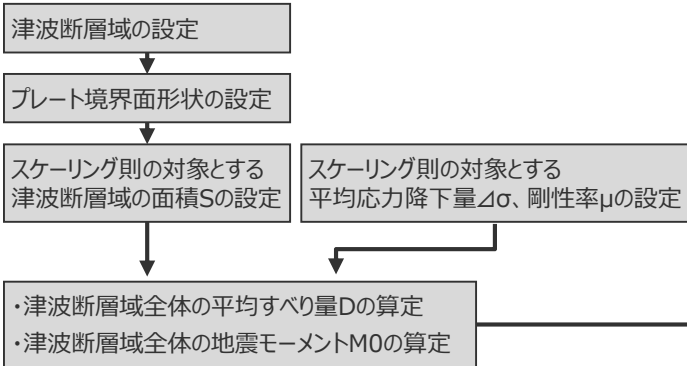 津波断層域の設定
プレート境界面形状の設定
スケーリング則の対象とする
津波断層域の面積Sの設定
スケーリング則の対象とする
平均応力降下量⊿σ、剛性率μの設定
・津波断層域全体の平均すべり量Dの算定
・津波断層域全体の地震モーメントM0の算定